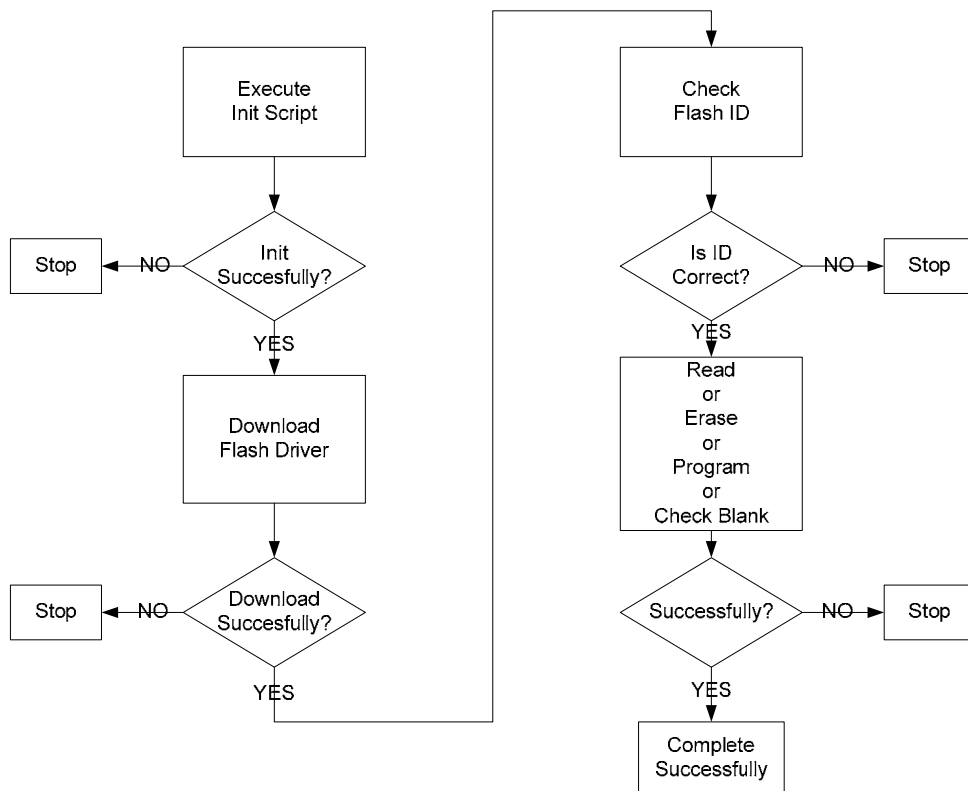 Execute
Init Script
Init
Succesfully?
NO
Stop
YES
Download
Flash Driver
Download
Succesfully?
NO
Stop
YES
Check
Flash ID
Is ID
Correct?
NO
Stop
YES
Read
or
Erase
or
Program
or
Check Blank
Successfully?
NO
Stop
YES
Complete
Successfully